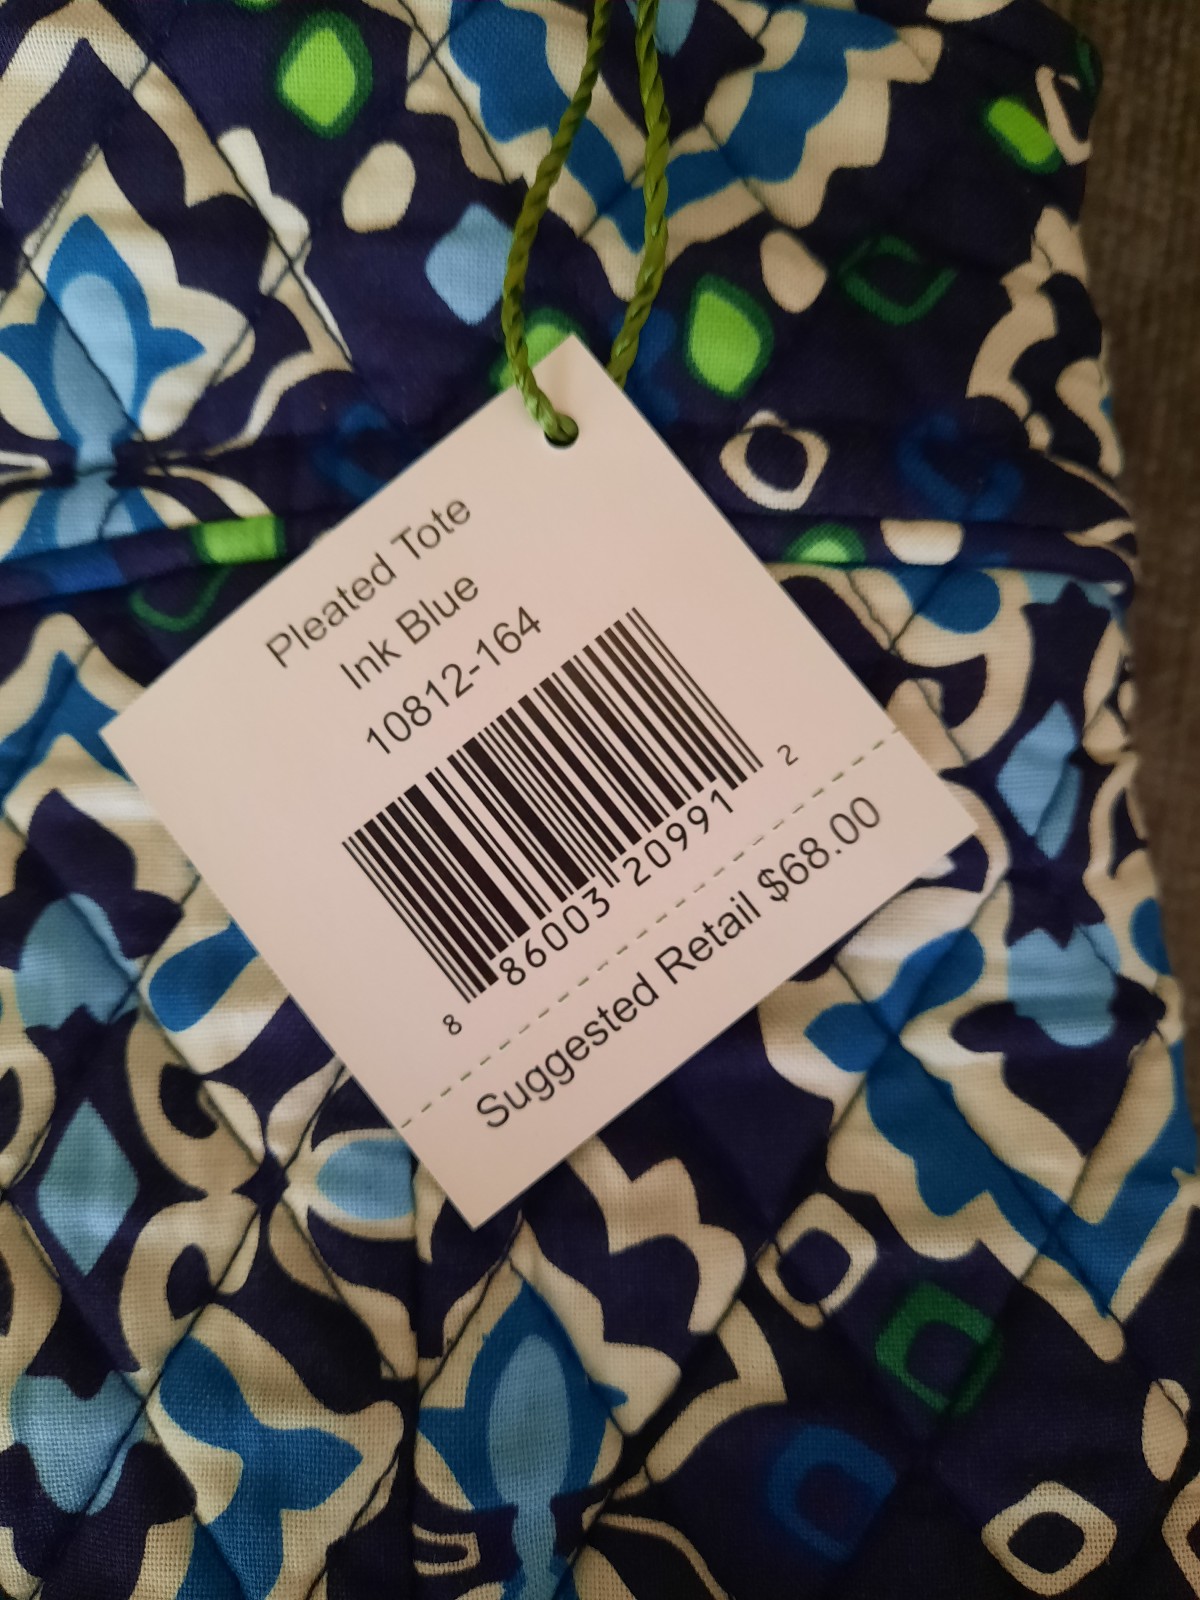 Pleated Tote
Ink Blue
10812-164
8 86003 20991 2
Suggested Retail $68.00